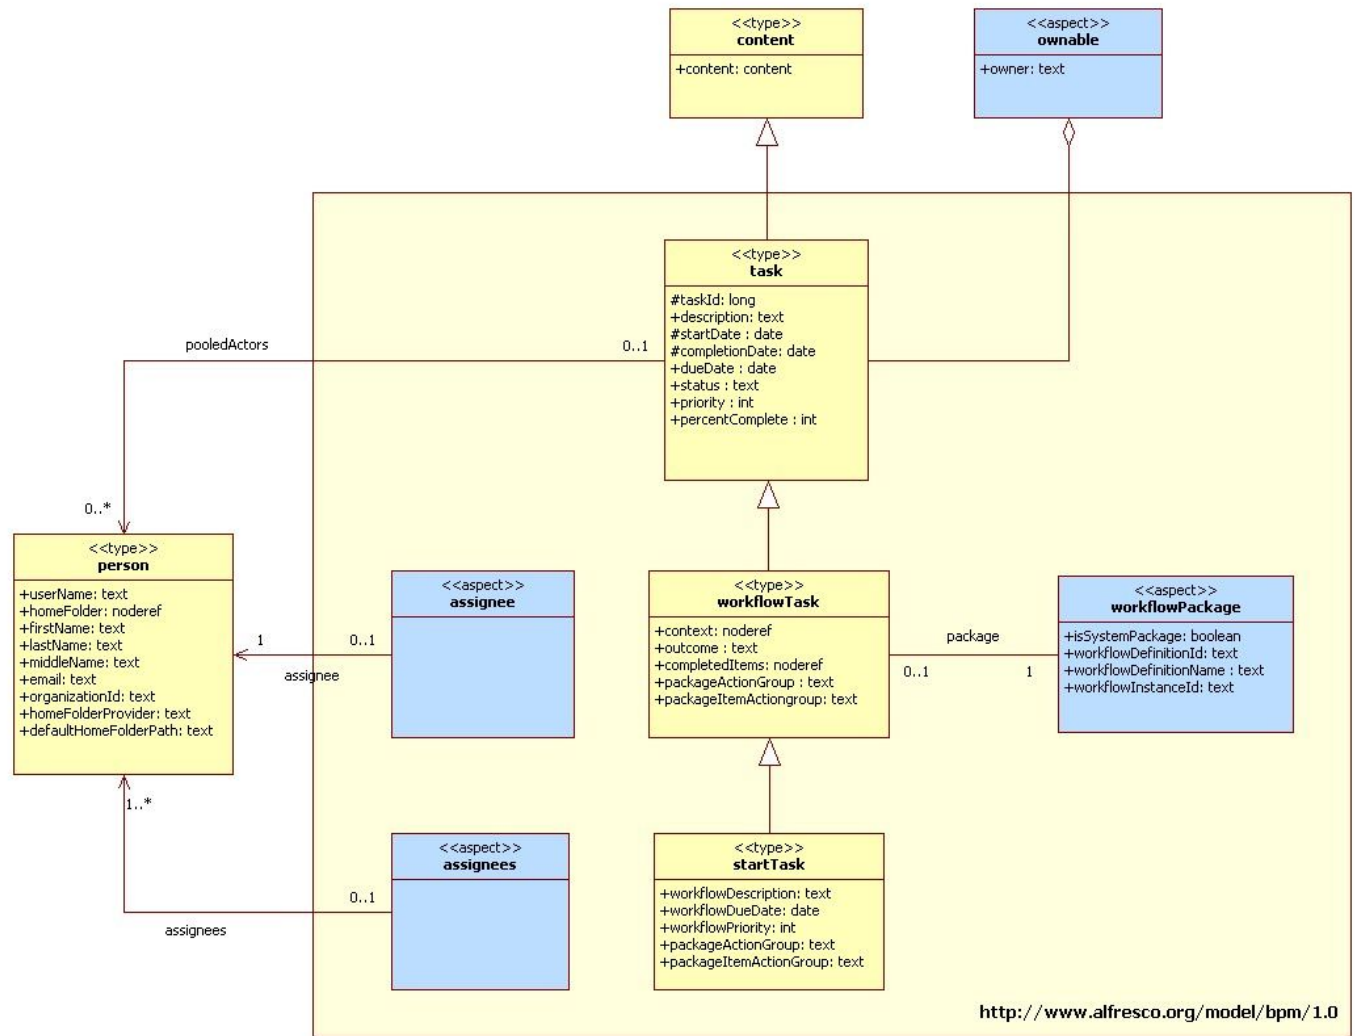 <<type>>
content
+content: content
<<aspect>>
ownable
+owner: text
<<type>>
task
#taskId: long
+description: text
#startDate : date
#completionDate: date
+dueDate : date
+status : text
+priority : int
+percentComplete : int
pooledActors
0..1
0..*
<<type>>
person
+userName: text
+homeFolder: noderef
+firstName: text
+lastName: text
+middleName: text
+email: text
+organizationId: text
+homeFolderProvider: text
+defaultHomeFolderPath: text
1
0..1
assignee
<<aspect>>
assignee
<<type>>
workflowTask
+context: noderef
+outcome : text
+completedItems: noderef
+packageActionGroup : text
+packageItemActiongroup: text
package
0..1
1
<<aspect>>
workflowPackage
+isSystemPackage: boolean
+workflowDefinitionId: text
+workflowDefinitionName : text
+workflowInstanceId: text
1..*
0..1
assignees
<<aspect>>
assignees
<<type>>
startTask
+workflowDescription: text
+workflowDueDate: date
+workflowPriority: int
+packageActionGroup: text
+packageItemActionGroup: text
http://www.alfresco.org/model/bpm/1.0